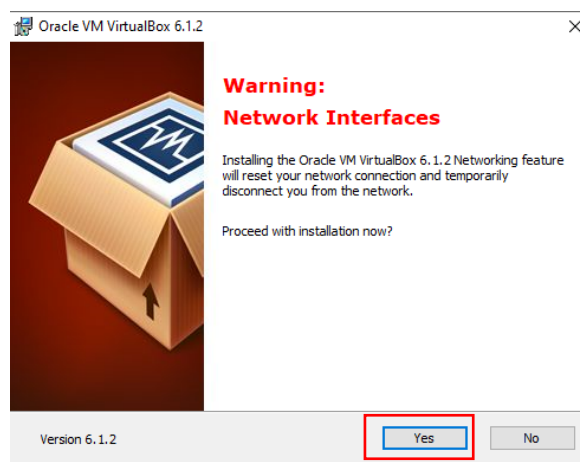 Oracle VM VirtualBox 6.1.2
Warning:
Network Interfaces
Installing the Oracle VM VirtualBox 6.1.2 Networking feature
will reset your network connection and temporarily
disconnect you from the network.
Proceed with installation now?
Version 6.1.2
Yes
No